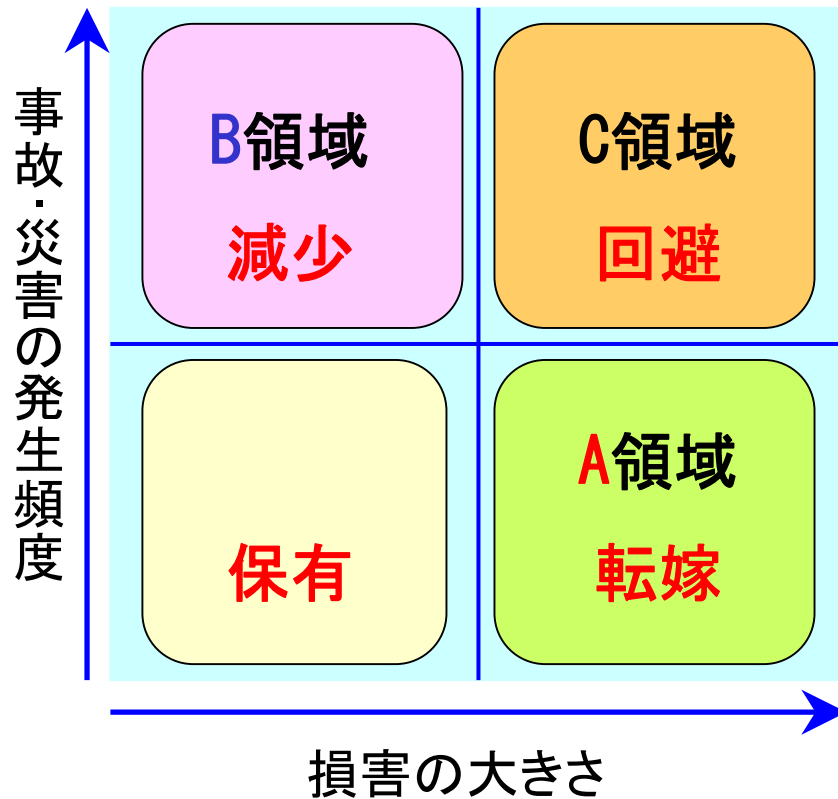 事故・災害の発生頻度
B領域
減少
C領域
回避
保有
A領域
転嫁
損害の大きさ